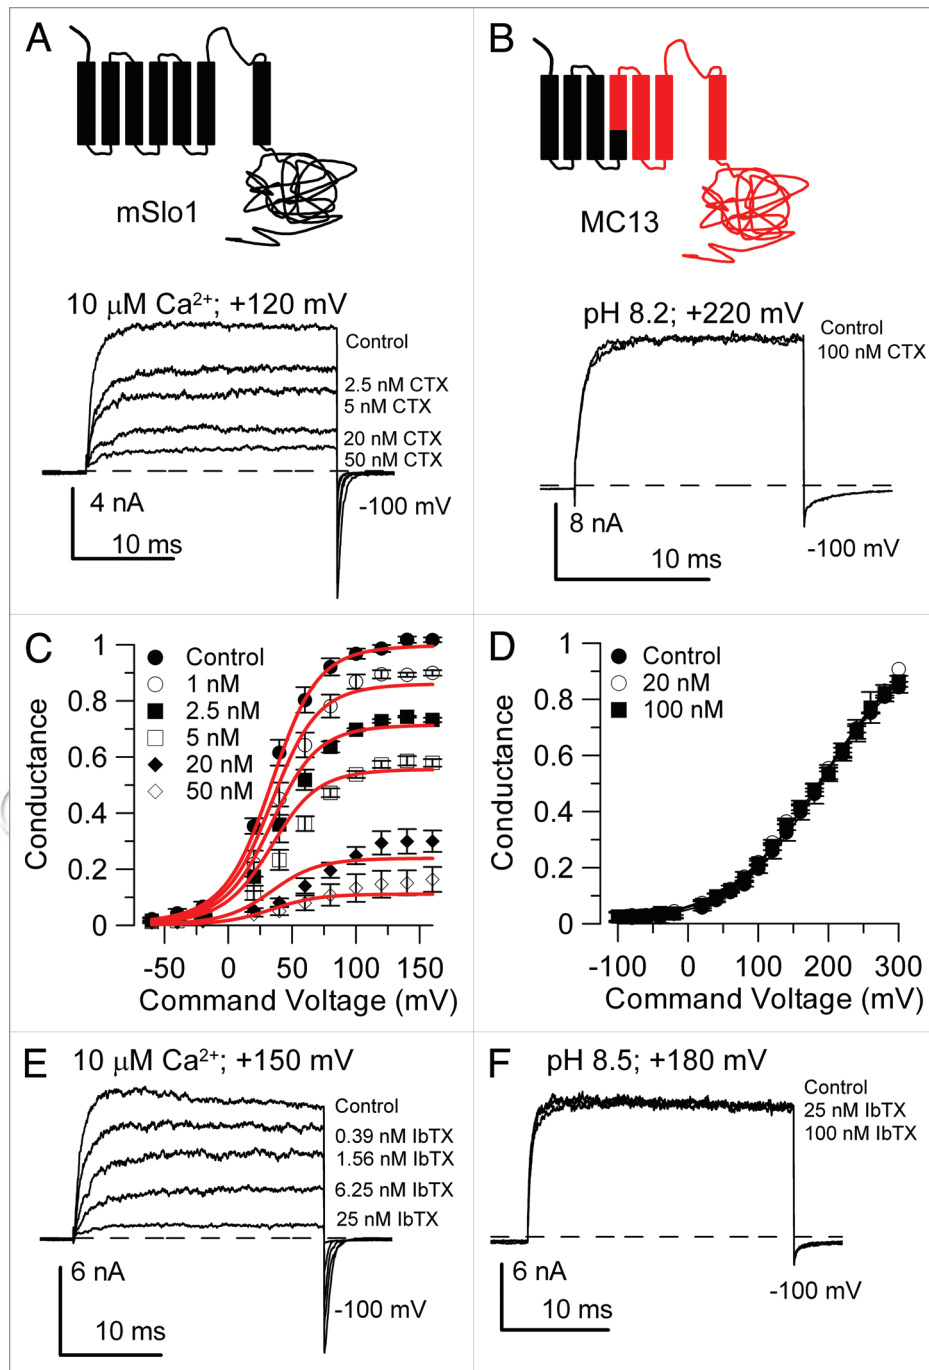 A
mSlo1
10 µM Ca²⁺; +120 mV
Control
2.5 nM CTX
5 nM CTX
20 nM CTX
50 nM CTX
4 nA
10 ms
-100 mV
B
MC13
pH 8.2; +220 mV
Control
100 nM CTX
8 nA
10 ms
-100 mV
C
Conductance
1
0.8
0.6
0.4
0.2
0
Control
1 nM
2.5 nM
5 nM
20 nM
50 nM
-50 0 50 100 150
Command Voltage (mV)
D
Conductance
1
0.8
0.6
0.4
0.2
0
Control
20 nM
100 nM
-100 0 100 200 300
Command Voltage (mV)
E
10 µM Ca²⁺; +150 mV
Control
0.39 nM IbTX
1.56 nM IbTX
6.25 nM IbTX
25 nM IbTX
6 nA
10 ms
-100 mV
F
pH 8.5; +180 mV
Control
25 nM IbTX
100 nM IbTX
6 nA
10 ms
-100 mV